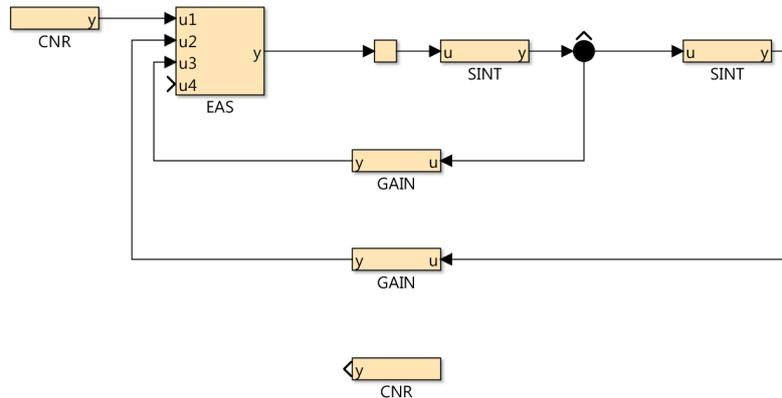 y
CNR
u1
u2
u3
u4
y
EAS
u y
SINT
u y
SINT
y u
GAIN
y u
GAIN
y
CNR